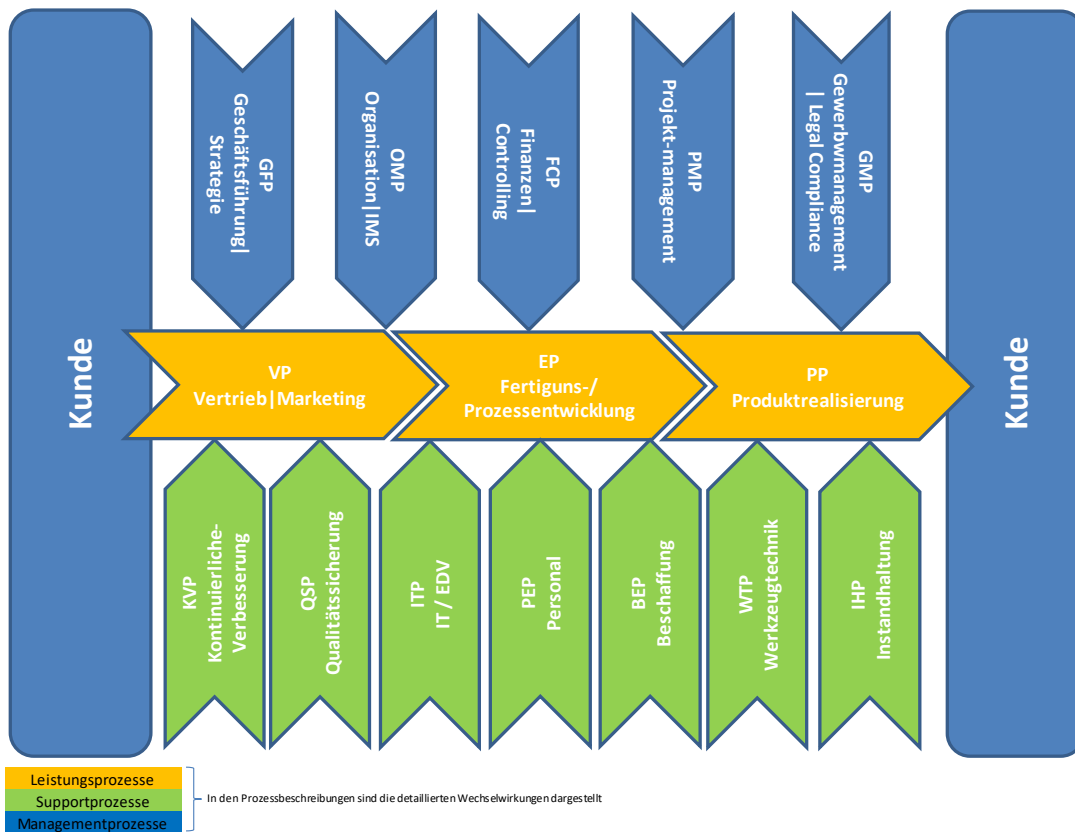 Kunde
GFP
Geschäftsführung|
Strategie
OMP
Organisation|IMS
FCP
Finanzen|
Controlling
PMP
Projekt-management
GMP
Gewerbwmanagement
| Legal Compliance
VP
Vertrieb|Marketing
EP
Fertiguns-/
Prozessentwicklung
PP
Produktrealisierung
Kunde
KVP
Kontinuierliche-
Verbesserung
QSP
Qualitätssicherung
ITP
IT / EDV
PEP
Personal
BEP
Beschaffung
WTP
Werkzeugtechnik
IHP
Instandhaltung
Leistungsprozesse
Supportprozesse
Managementprozesse
In den Prozessbeschreibungen sind die detaillierten Wechselwirkungen dargestellt